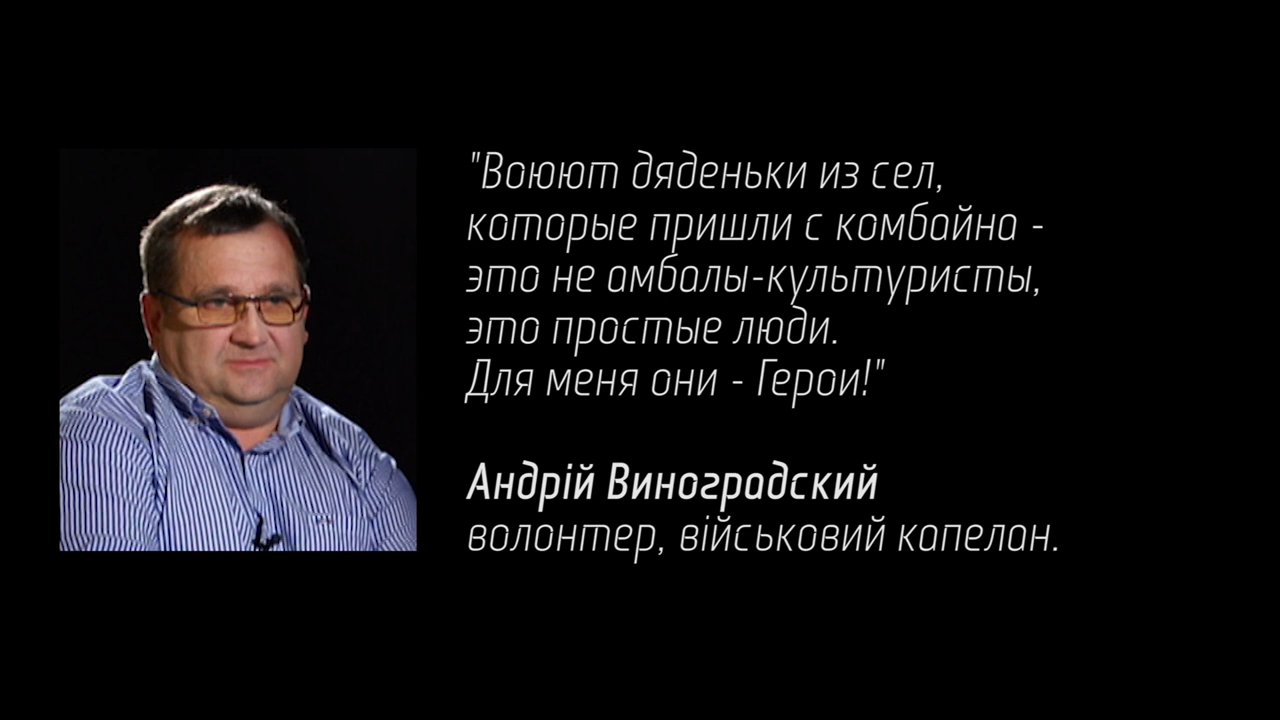 "Воюют дяденьки из сел,
которые пришли с комбайна -
это не амбалы-культуристы,
это простые люди.
Для меня они - Герои!"
Андрій Виноградский
волонтер, військовий капелан.